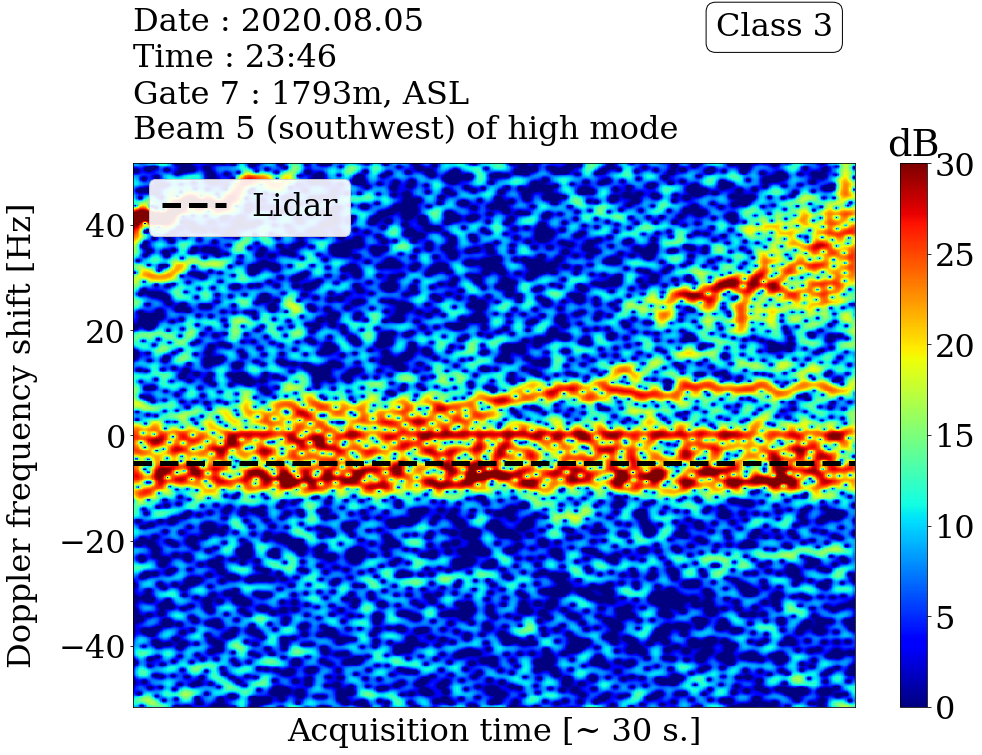 Date : 2020.08.05
Time : 23:46
Gate 7 : 1793m, ASL
Beam 5 (southwest) of high mode
Class 3
dB
Lidar
Doppler frequency shift [Hz]
40
20
0
−20
−40
Acquisition time [~ 30 s.]
30
25
20
15
10
5
0